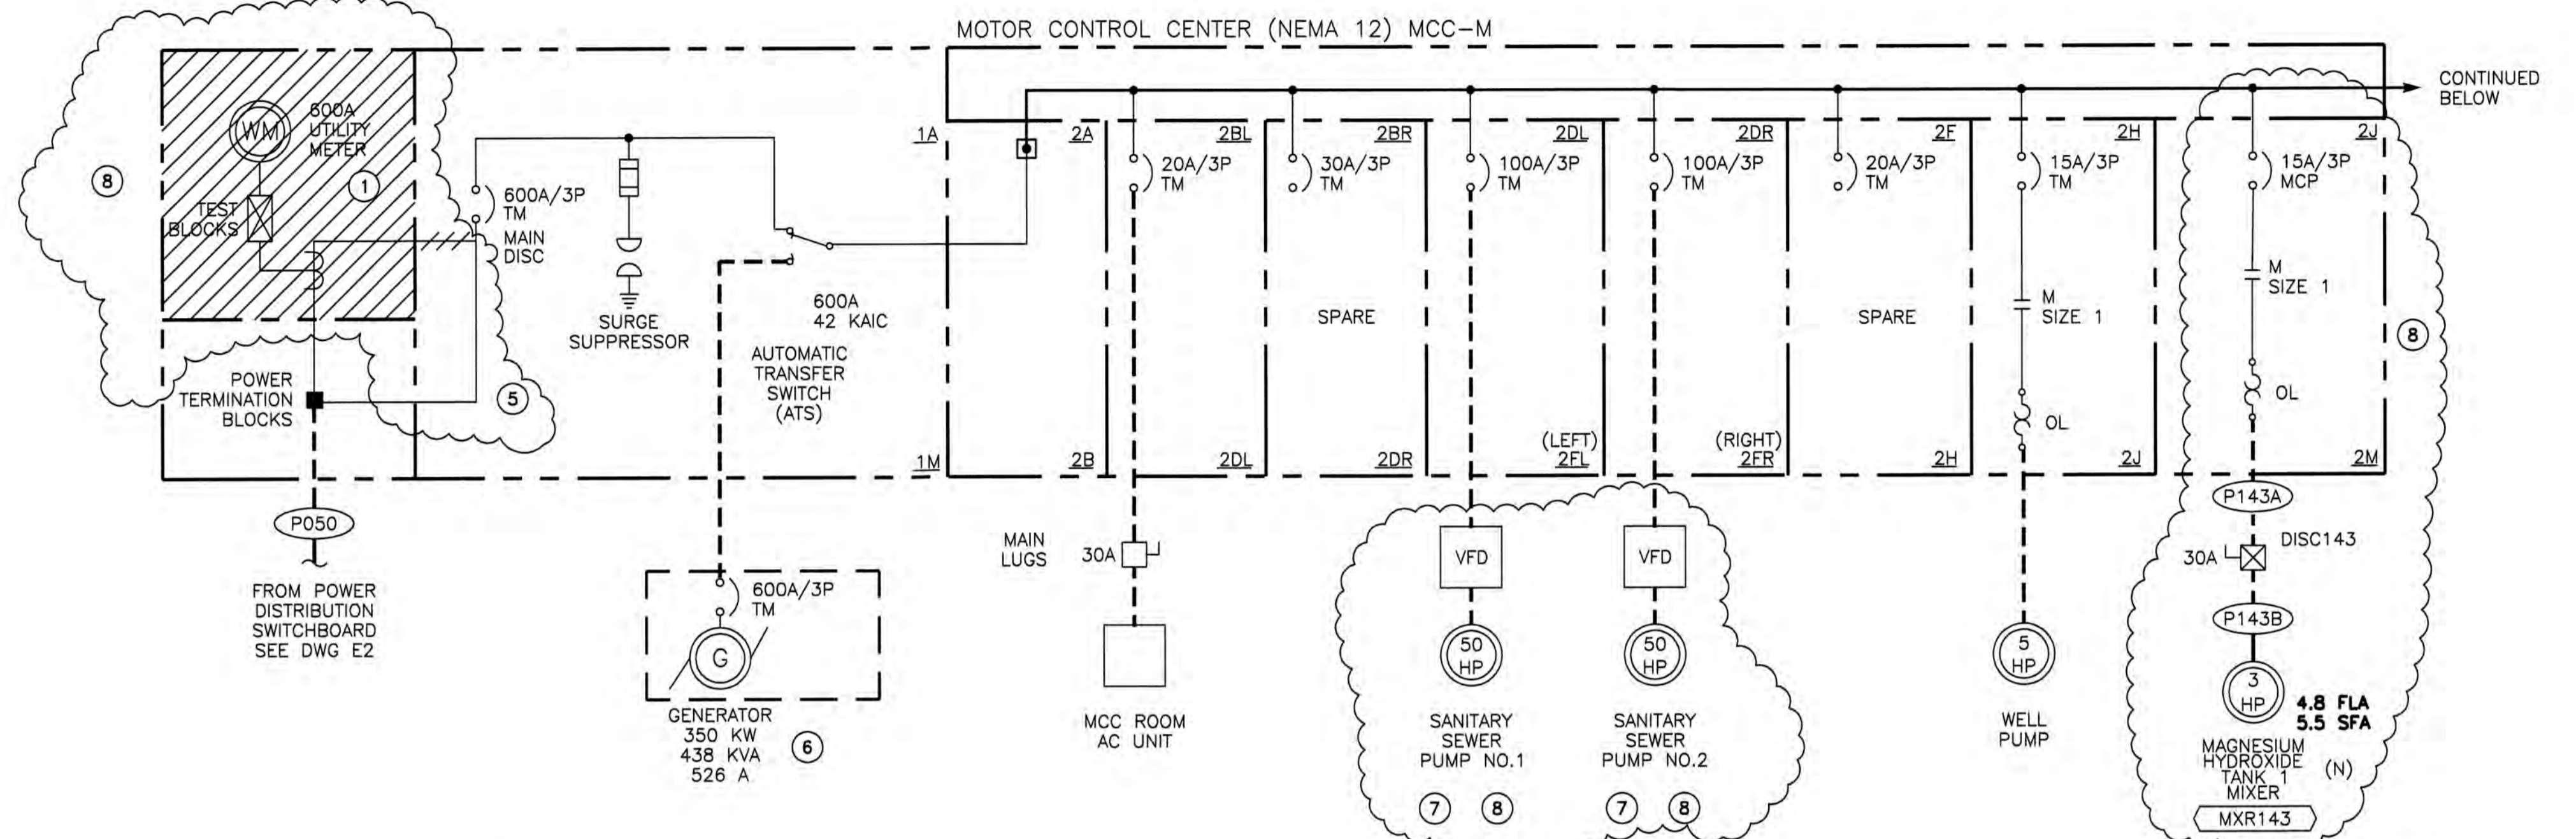 MOTOR CONTROL CENTER (NEMA 12) MCC-M
CONTINUED
BELOW
8
WM
600A
UTILITY
METER
1
TEST
BLOCKS
600A/3P
TM
MAIN
DISC
SURGE
SUPPRESSOR
600A
42 KAIC
AUTOMATIC
TRANSFER
SWITCH
(ATS)
POWER
TERMINATION
BLOCKS
5
P050
FROM POWER
DISTRIBUTION
SWITCHBOARD
SEE DWG E2
600A/3P
TM
G
GENERATOR
350 KW
438 KVA
526 A
6
1A
1M
2A
2B
MAIN
LUGS
2BL
20A/3P
TM
2DL
30A
MCC ROOM
AC UNIT
2BR
30A/3P
TM
SPARE
2DR
2DL
100A/3P
TM
(LEFT)
2FL
VFD
50
HP
SANITARY
SEWER
PUMP NO.1
7 8
2DR
100A/3P
TM
(RIGHT)
2FR
VFD
50
HP
SANITARY
SEWER
PUMP NO.2
7 8
2F
20A/3P
TM
SPARE
2H
2H
15A/3P
TM
M
SIZE 1
OL
2J
5
HP
WELL
PUMP
2J
15A/3P
MCP
M
SIZE 1
8
OL
2M
P143A
DISC143
30A
P143B
3
HP
4.8 FLA
5.5 SFA
MAGNESIUM
HYDROXIDE
TANK 1
MIXER
(N)
MXR143